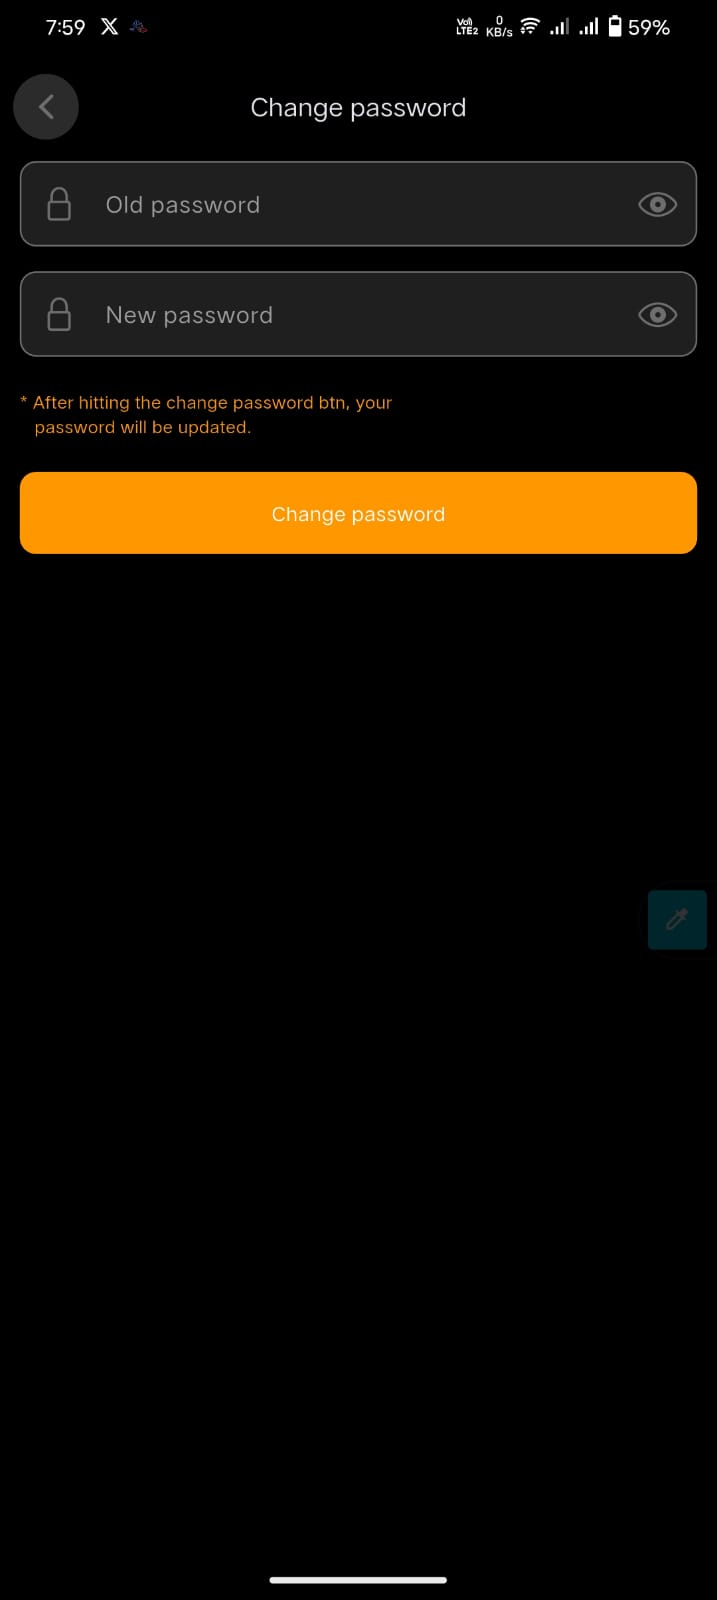 7:59 X Vo) LTE2 0 KB/s 59%
Change password
Old password
New password
* After hitting the change password btn, your
password will be updated.
Change password